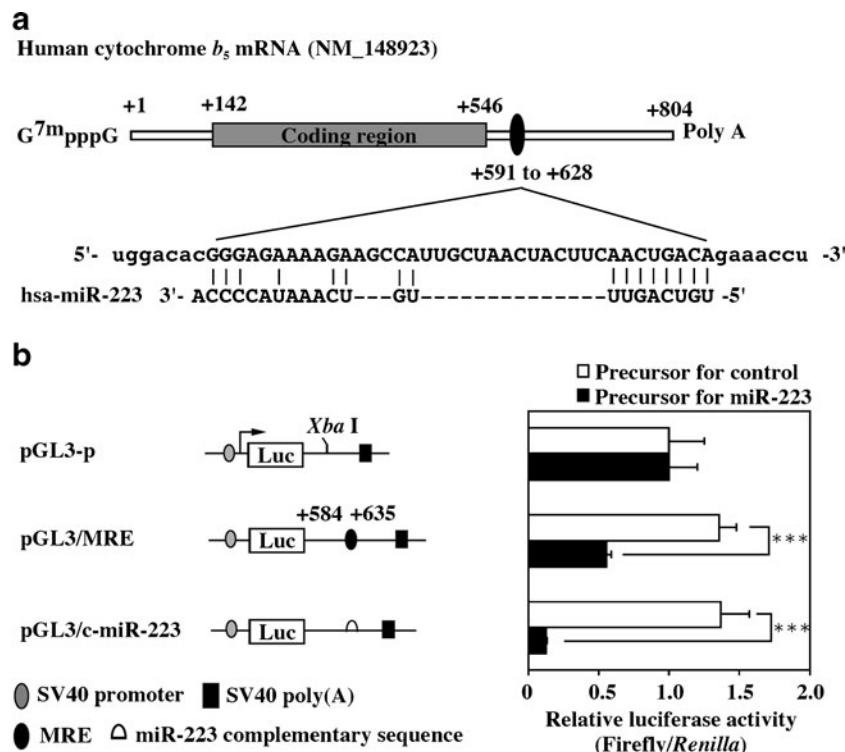 a
Human cytochrome b5 mRNA (NM_148923)
+1 +142 +546 +804
G7mpppG Coding region Poly A
+591 to +628
5'- uggacacGGGAGAAAAGAAGCCAUUGCUAACUACUUCAACUGACAgaaaccu -3'
hsa-miR-223 3'- ACCCCAUAAACU---GU--------------UUGACUGU -5'
b
Precursor for control
Precursor for miR-223
pGL3-p Luc Xba I
pGL3/MRE Luc +584 +635 ***
pGL3/c-miR-223 Luc ***
SV40 promoter SV40 poly(A)
MRE miR-223 complementary sequence
0 0.5 1.0 1.5 2.0
Relative luciferase activity
(Firefly/Renilla)